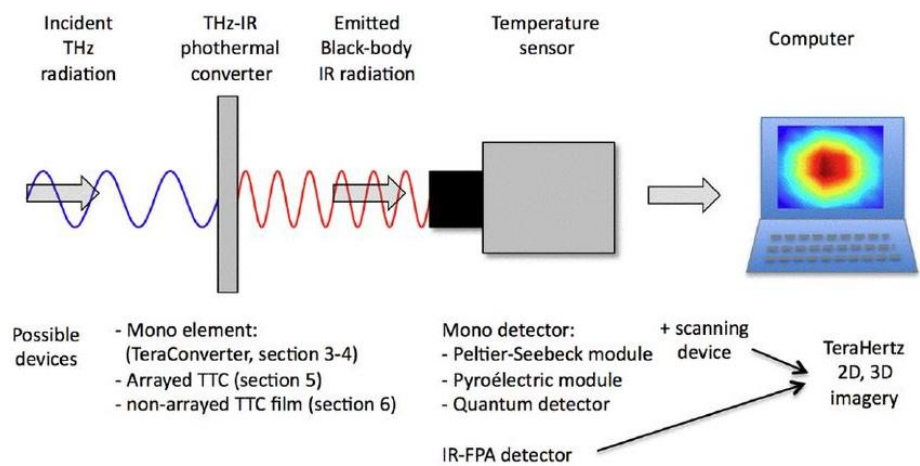 Incident
THz
radiation
THz-IR
phothermal
converter
Emitted
Black-body
IR radiation
Temperature
sensor
Computer
Possible
devices
- Mono element:
(TeraConverter, section 3-4)
- Arrayed TTC (section 5)
- non-arrayed TTC film (section 6)
Mono detector:
- Peltier-Seebeck module
- Pyroélectric module
- Quantum detector
IR-FPA detector
+ scanning
device
TeraHertz
2D, 3D
imagery